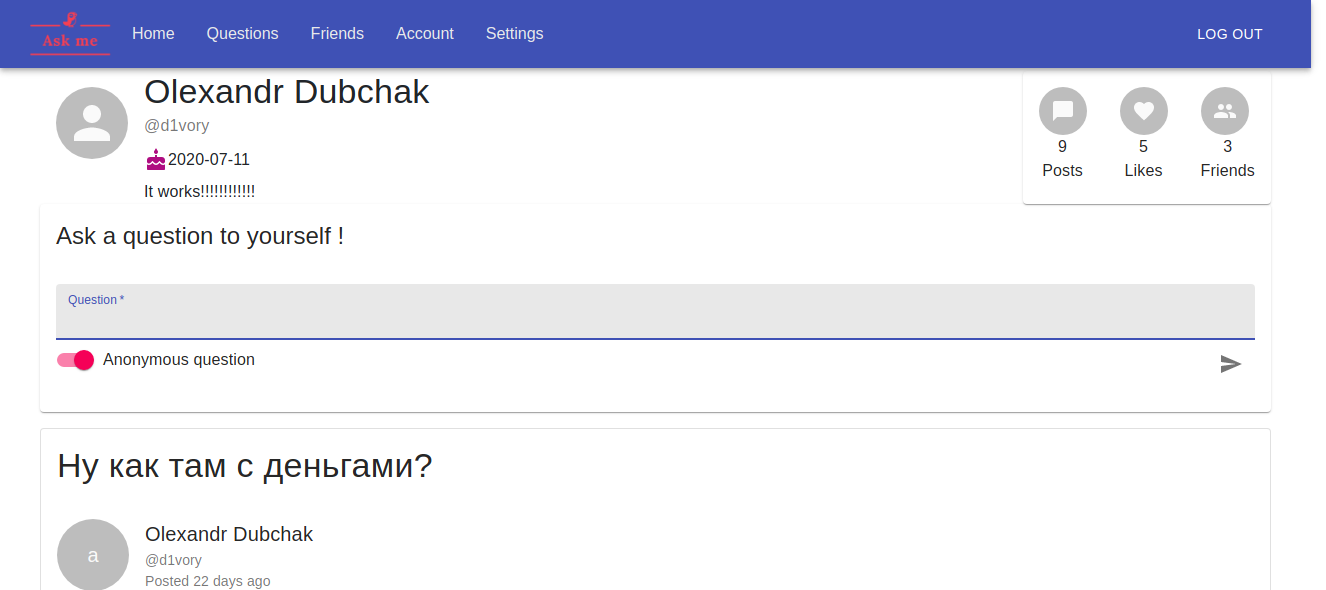 Ask me
Home Questions Friends Account Settings LOG OUT
Olexandr Dubchak
@d1vory
2020-07-11
It works!!!!!!!!!!!!
9 5 3
Posts Likes Friends
Ask a question to yourself !
Question *
Anonymous question
Ну как там с деньгами?
a
Olexandr Dubchak
@d1vory
Posted 22 days ago